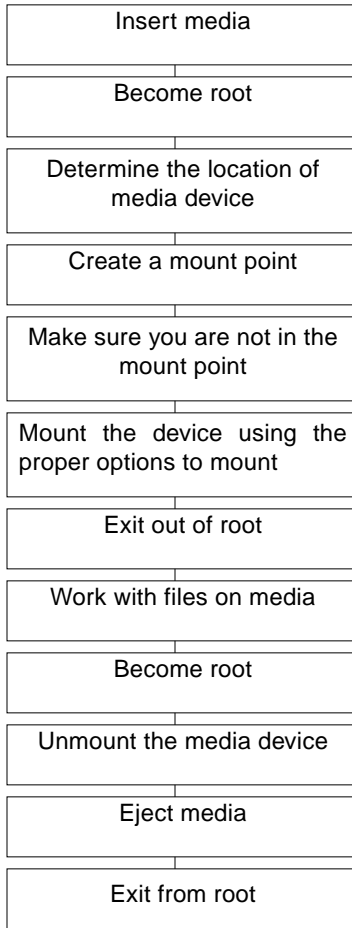 Insert media
Become root
Determine the location of
media device
Create a mount point
Make sure you are not in the
mount point
Mount the device using the
proper options to mount
Exit out of root
Work with files on media
Become root
Unmount the media device
Eject media
Exit from root